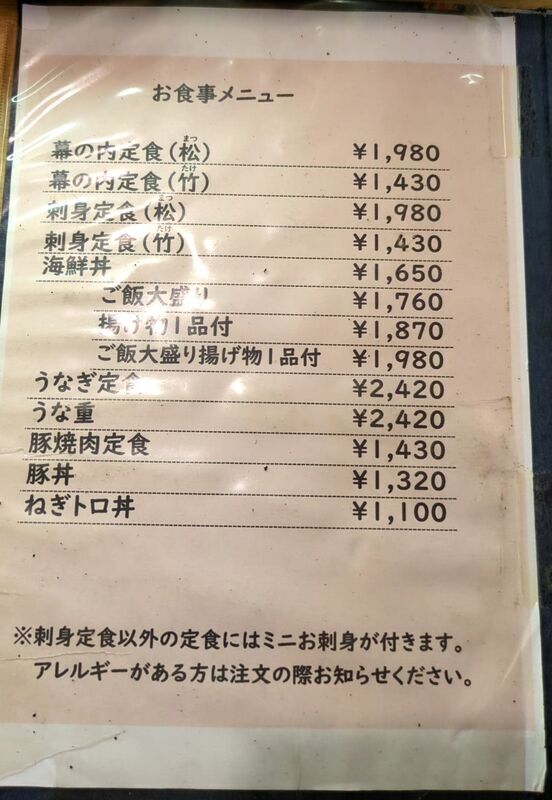 お食事メニュー
幕の内定食(松) ¥1,980
幕の内定食(竹) ¥1,430
刺身定食(松) ¥1,980
刺身定食(竹) ¥1,430
海鮮丼 ¥1,650
ご飯大盛り ¥1,760
揚げ物1品付 ¥1,870
ご飯大盛り揚げ物1品付 ¥1,980
うなぎ定食 ¥2,420
うな重 ¥2,420
豚焼肉定食 ¥1,430
豚丼 ¥1,320
ねぎトロ丼 ¥1,100
※刺身定食以外の定食にはミニお刺身が付きます。
アレルギーがある方は注文の際お知らせください。